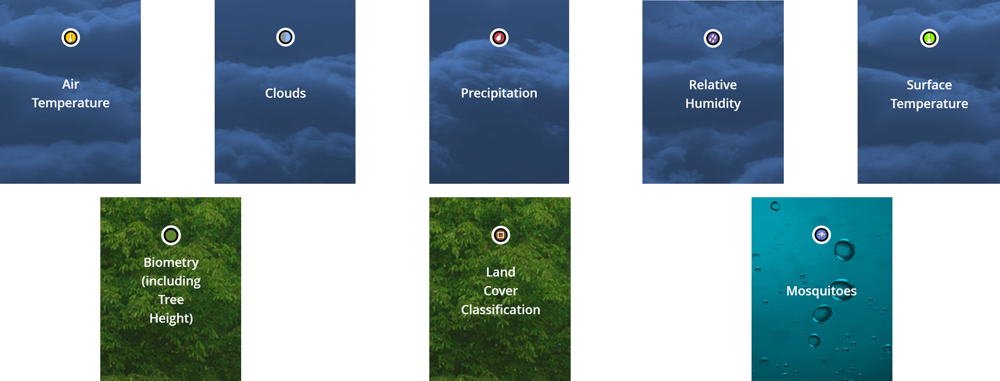 Air
Temperature
Clouds
Precipitation
Relative
Humidity
Surface
Temperature
Biometry
(including
Tree
Height)
Land
Cover
Classification
Mosquitoes